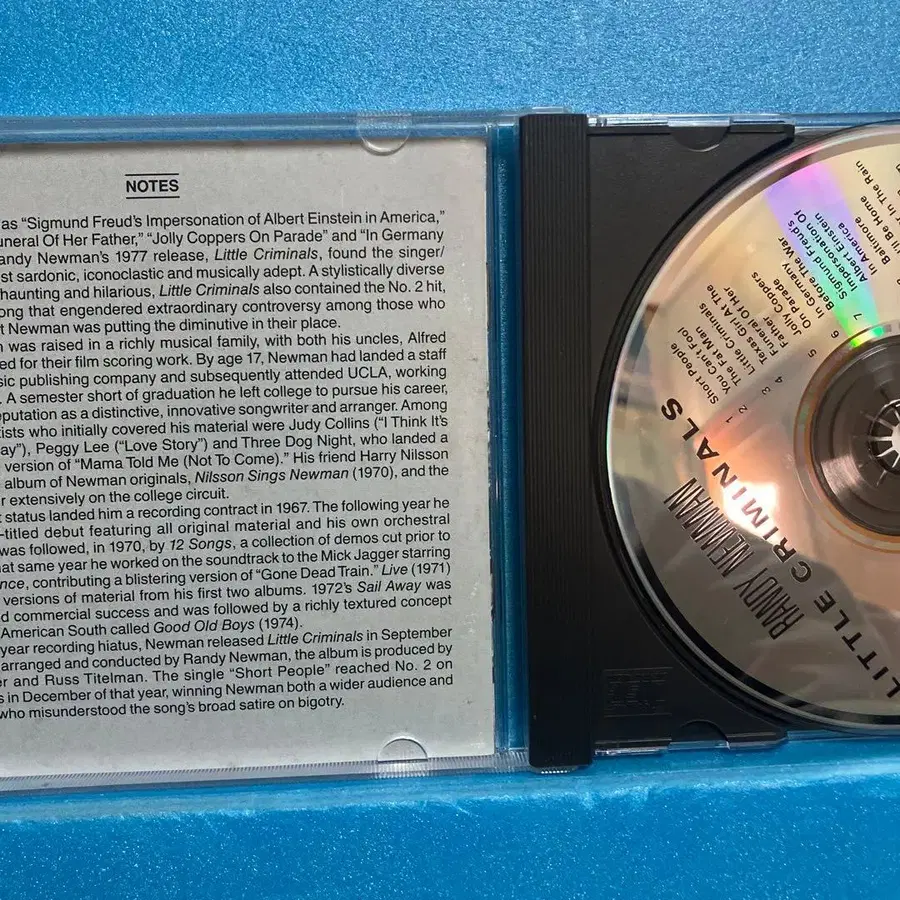 NOTES
as “Sigmund Freud’s Impersonation of Albert Einstein in America,”
uneral Of Her Father,” “Jolly Coppers On Parade” and “In Germany
andy Newman’s 1977 release, Little Criminals, found the singer/
st sardonic, iconoclastic and musically adept. A stylistically diverse
haunting and hilarious, Little Criminals also contained the No. 2 hit,
ong that engendered extraordinary controversy among those who
t Newman was putting the diminutive in their place.
n was raised in a richly musical family, with both his uncles, Alfred
ed for their film scoring work. By age 17, Newman had landed a staff
sic publishing company and subsequently attended UCLA, working
. A semester short of graduation he left college to pursue his career,
eputation as a distinctive, innovative songwriter and arranger. Among
tists who initially covered his material were Judy Collins (“I Think It’s
ay”), Peggy Lee (“Love Story”) and Three Dog Night, who landed a
e version of “Mama Told Me (Not To Come).” His friend Harry Nilsson
e album of Newman originals, Nilsson Sings Newman (1970), and the
r extensively on the college circuit.
t status landed him a recording contract in 1967. The following year he
-titled debut featuring all original material and his own orchestral
was followed, in 1970, by 12 Songs, a collection of demos cut prior to
hat same year he worked on the soundtrack to the Mick Jagger starring
nce, contributing a blistering version of “Gone Dead Train.” Live (1971)
versions of material from his first two albums. 1972’s Sail Away was
d commercial success and was followed by a richly textured concept
American South called Good Old Boys (1974).
year recording hiatus, Newman released Little Criminals in September
arranged and conducted by Randy Newman, the album is produced by
er and Russ Titelman. The single “Short People” reached No. 2 on
s in December of that year, winning Newman both a wider audience and
who misunderstood the song’s broad satire on bigotry.
RANDY NEWMAN
LITTLE CRIMINALS
1 Short People
2 You Can't Fool
The Fat Man
3 Little Criminals
4 Texas Girl At The
Funeral Of Her
Father
5 Jolly Coppers
On Parade
6 In Germany
Before The War
7 Sigmund Freud's
Impersonation Of
Albert Einstein
In America
Baltimore
I'll Be Home
In The Rain